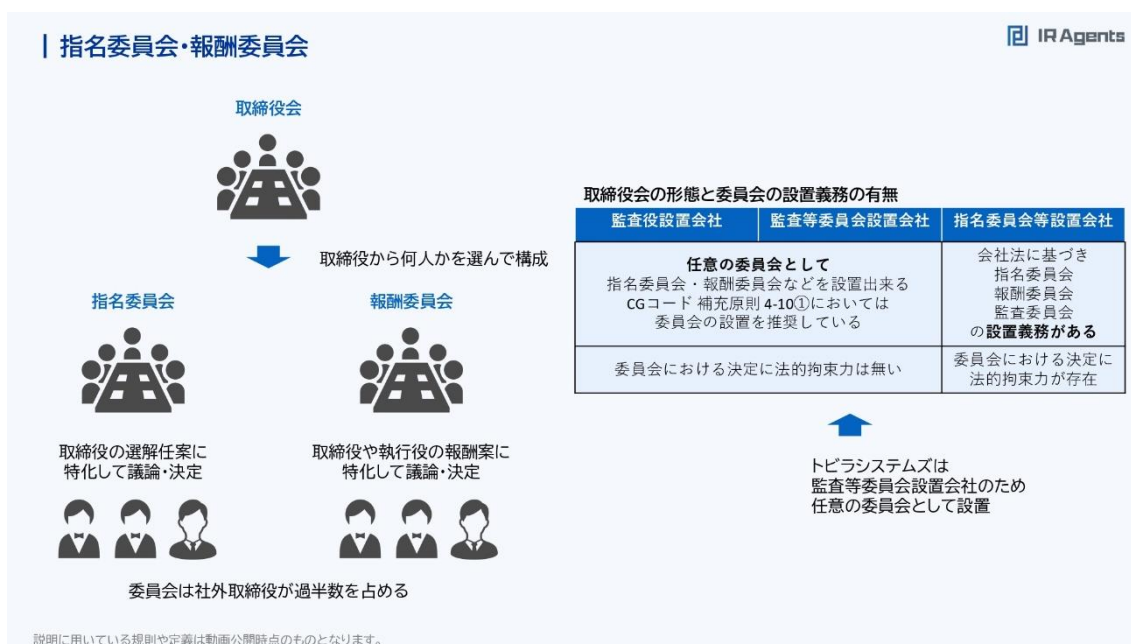 指名委員会・報酬委員会
IR Agents
取締役会
取締役から何人かを選んで構成
指名委員会
報酬委員会
取締役の選解任案に
特化して議論・決定
取締役や執行役の報酬案に
特化して議論・決定
委員会は社外取締役が過半数を占める
取締役会の形態と委員会の設置義務の有無
監査役設置会社
監査等委員会設置会社
指名委員会等設置会社
任意の委員会として
指名委員会・報酬委員会などを設置出来る
CGコード 補充原則 4-10①においては
委員会の設置を推奨している
会社法に基づき
指名委員会
報酬委員会
監査委員会
の設置義務がある
委員会における決定に法的拘束力は無い
委員会における決定に
法的拘束力が存在
トビラシステムズは
監査等委員会設置会社のため
任意の委員会として設置
説明に用いている規則や定義は動画公開時点のものとなります。